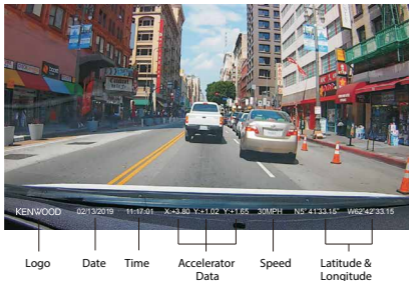 KENWOOD 02/13/2019 11:17:01 X:+3.80 Y:+1.02 Y:+1.65 30MPH N5°41'33.15" W62°42'33.15
Logo Date Time Accelerator Data Speed Latitude & Longitude